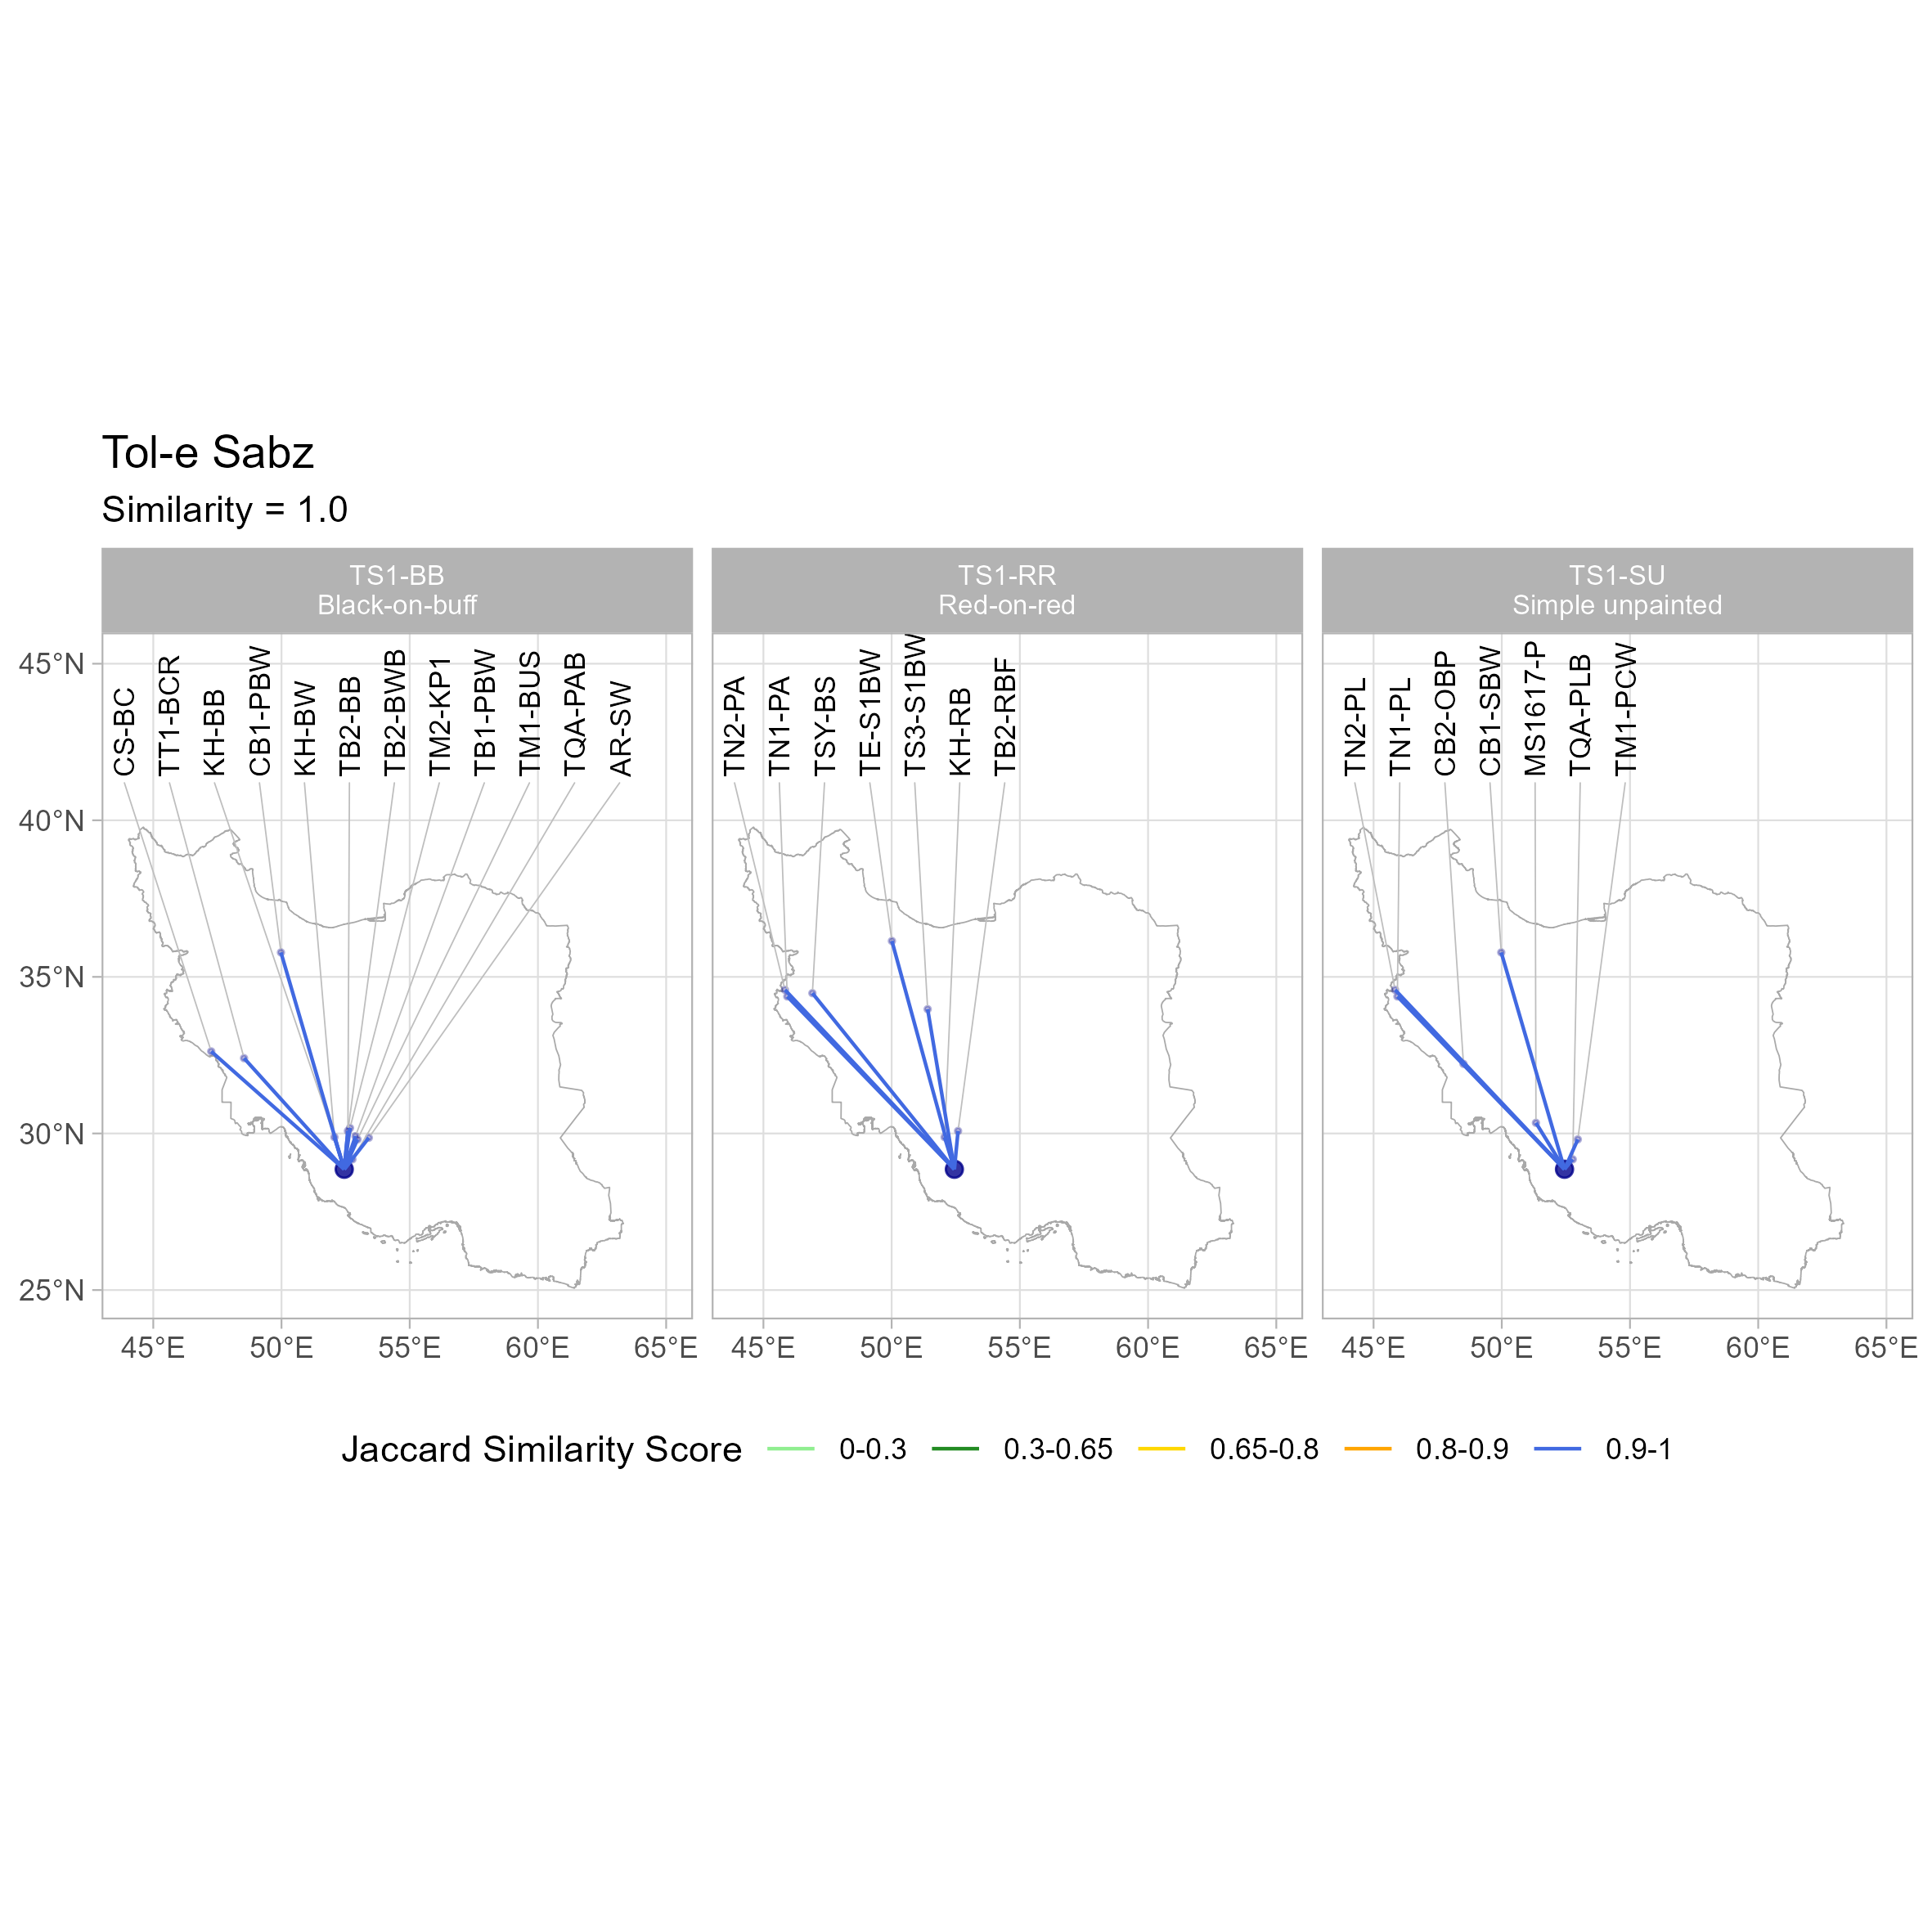 Tol-e Sabz
Similarity = 1.0
TS1-BB
Black-on-buff
TS1-RR
Red-on-red
TS1-SU
Simple unpainted
CS-BC
TT1-BCR
KH-BB
CB1-PBW
KH-BW
TB2-BB
TB2-BWB
TM2-KP1
TB1-PBW
TM1-BUS
TQA-PAB
AR-SW
TN2-PA
TN1-PA
TSY-BS
TE-S1BW
TS3-S1BW
KH-RB
TB2-RBF
TN2-PL
TN1-PL
CB2-OBP
CB1-SBW
MS1617-P
TQA-PLB
TM1-PCW
45°N
40°N
35°N
30°N
25°N
45°E 50°E 55°E 60°E 65°E
45°E 50°E 55°E 60°E 65°E
45°E 50°E 55°E 60°E 65°E
Jaccard Similarity Score 0-0.3 0.3-0.65 0.65-0.8 0.8-0.9 0.9-1